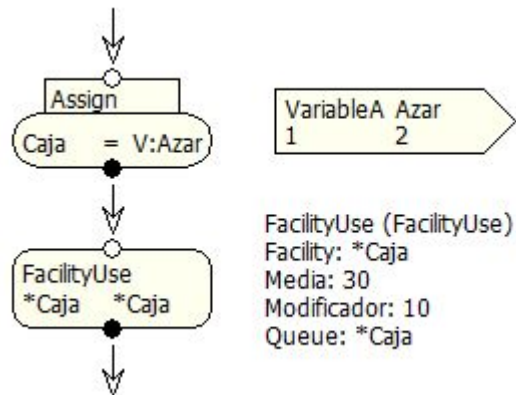 Assign
Caja = V:Azar
VariableA Azar
1 2
FacilityUse
*Caja *Caja
FacilityUse (FacilityUse)
Facility: *Caja
Media: 30
Modificador: 10
Queue: *Caja